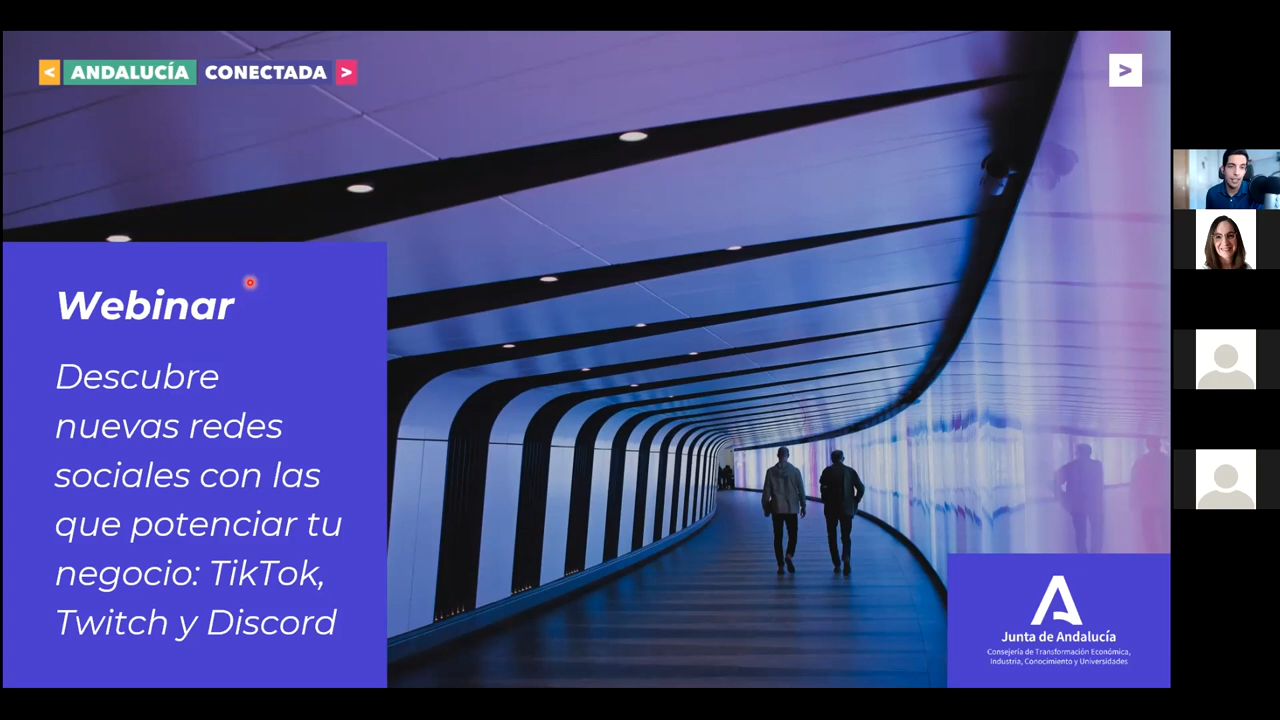 < ANDALUCÍA CONECTADA >
>
Webinar
Descubre
nuevas redes
sociales con las
que potenciar tu
negocio: TikTok,
Twitch y Discord
Junta de Andalucía
Consejería de Transformación Económica,
Industria, Conocimiento y Universidades